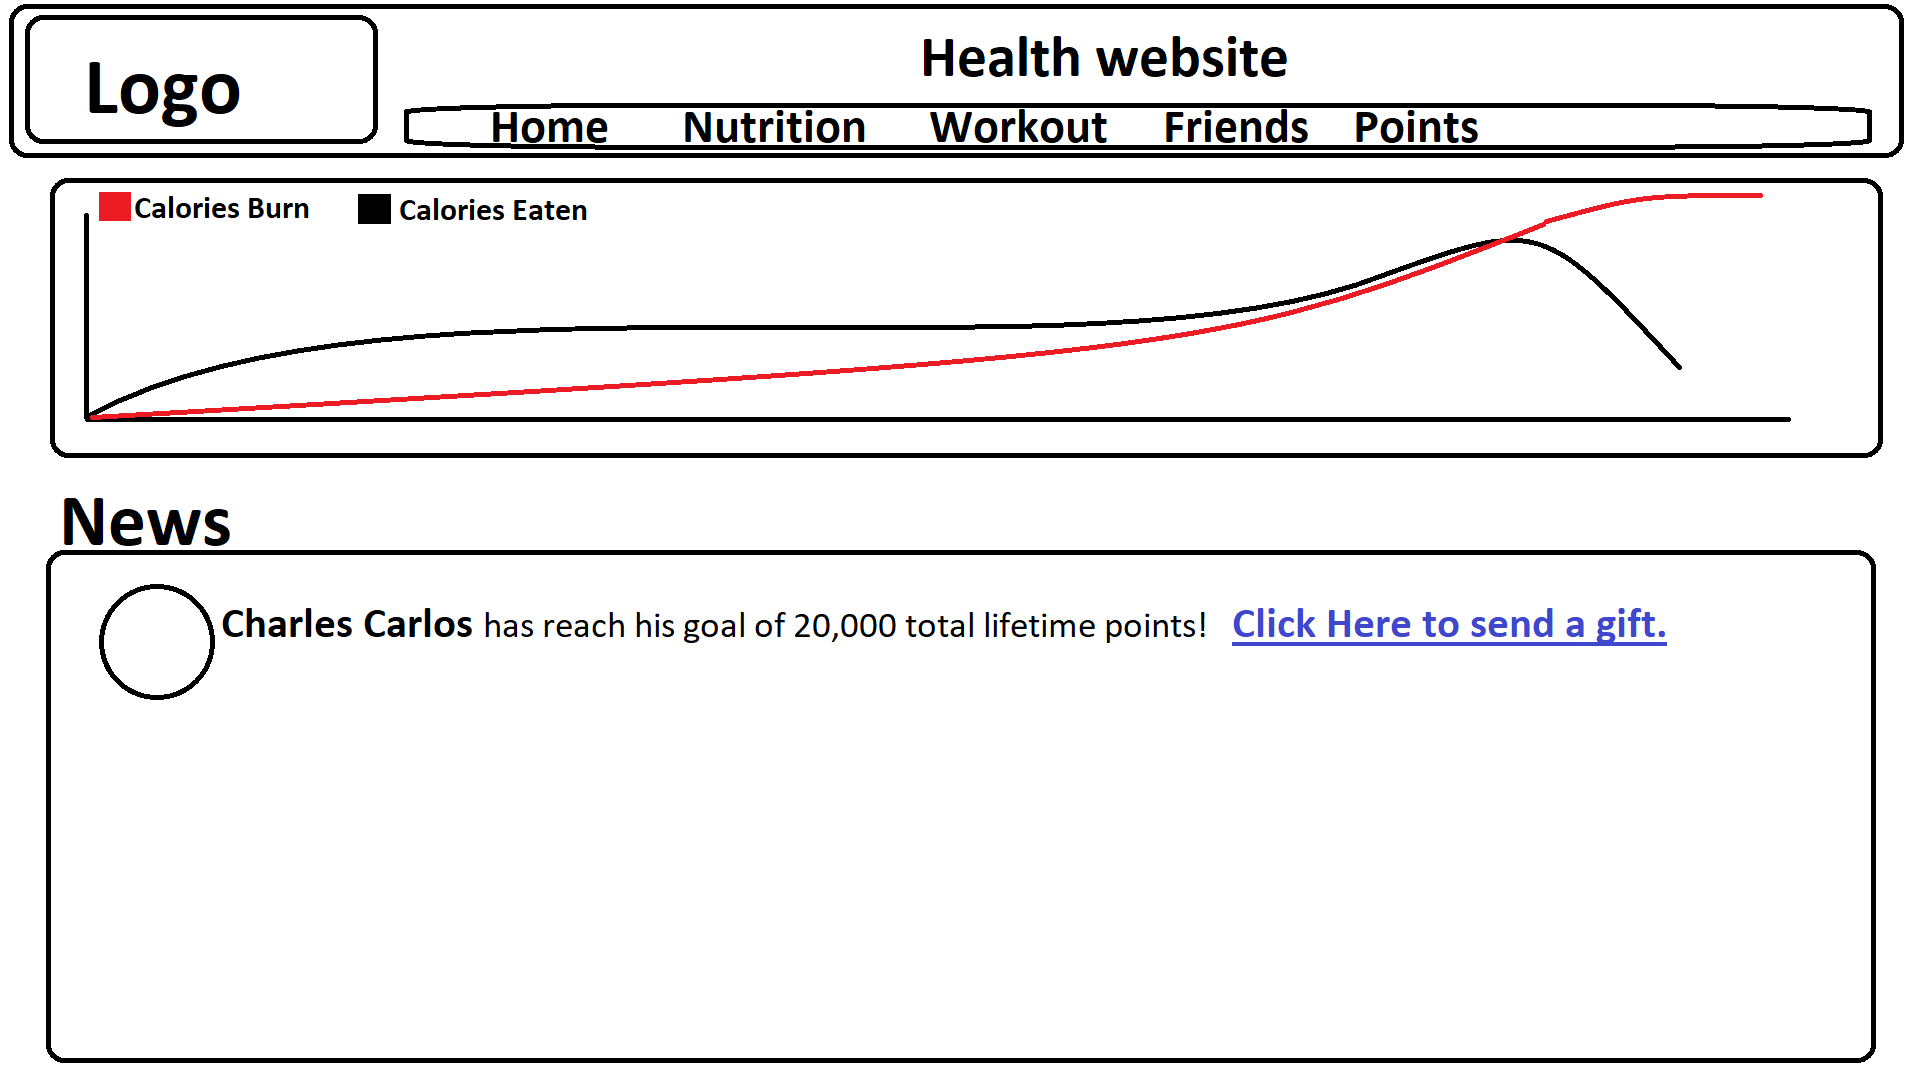 Logo
Health website
Home Nutrition Workout Friends Points
Calories Burn Calories Eaten
News
Charles Carlos has reach his goal of 20,000 total lifetime points! Click Here to send a gift.